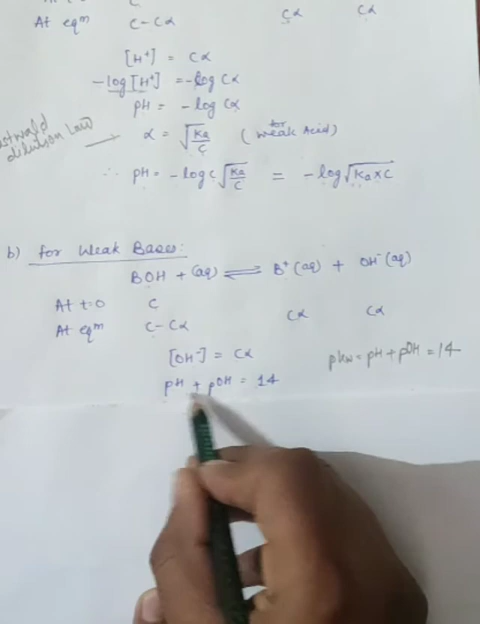 At eqm C-Cα Cα Cα
[H+] = Cα
-log[H+] = -log Cα
pH = -log Cα
dilution Law
α = √Ka/C (for weak Acid)
∴ pH = -log C √Ka/C = -log √Ka×C
b) for Weak Bases:
BOH + (aq) ⇌ B+ (aq) + OH- (aq)
At t=0 C
At eqm C-Cα Cα Cα
[OH-] = Cα pkw = pH + pOH = 14
pH + pOH = 14